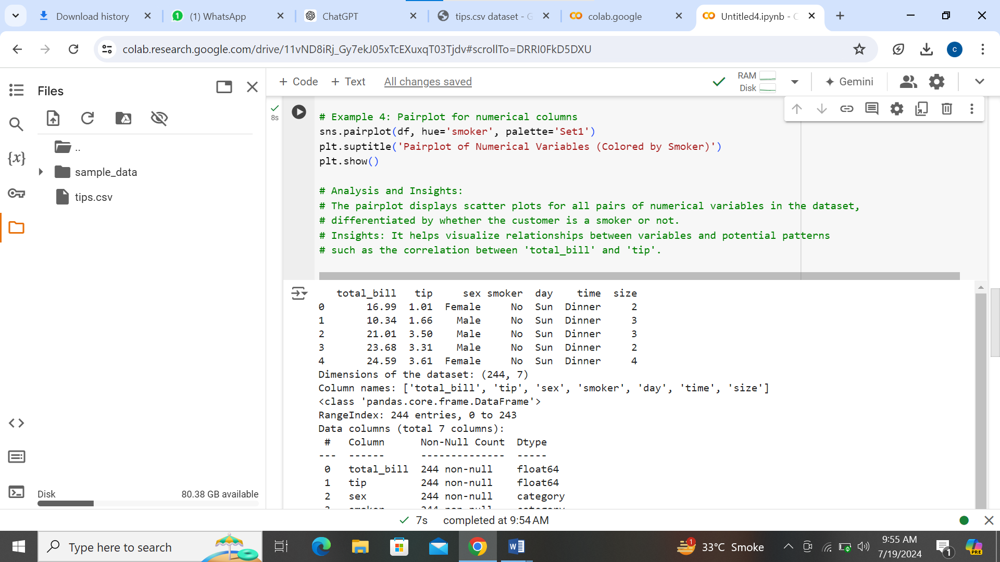 Download history
(1) WhatsApp
ChatGPT
tips.csv dataset - G
colab.google
Untitled4.ipynb - C
colab.research.google.com/drive/11vND8iRj_Gy7ekJ05xTcEXuxqT03Tjdv#scrollTo=DRRI0FkD5DXU
C
Files
+ Code + Text All changes saved
RAM
Disk
Gemini
..
sample_data
tips.csv
{x}
8s
# Example 4: Pairplot for numerical columns
sns.pairplot(df, hue='smoker', palette='Set1')
plt.suptitle('Pairplot of Numerical Variables (Colored by Smoker)')
plt.show()
# Analysis and Insights:
# The pairplot displays scatter plots for all pairs of numerical variables in the dataset,
# differentiated by whether the customer is a smoker or not.
# Insights: It helps visualize relationships between variables and potential patterns
# such as the correlation between 'total_bill' and 'tip'.
total_bill tip sex smoker day time size
0 16.99 1.01 Female No Sun Dinner 2
1 10.34 1.66 Male No Sun Dinner 3
2 21.01 3.50 Male No Sun Dinner 3
3 23.68 3.31 Male No Sun Dinner 2
4 24.59 3.61 Female No Sun Dinner 4
Dimensions of the dataset: (244, 7)
Column names: ['total_bill', 'tip', 'sex', 'smoker', 'day', 'time', 'size']
<class 'pandas.core.frame.DataFrame'>
RangeIndex: 244 entries, 0 to 243
Data columns (total 7 columns):
# Column Non-Null Count Dtype
--- ------ -------------- -----
0 total_bill 244 non-null float64
1 tip 244 non-null float64
2 sex 244 non-null category
Disk 80.38 GB available
7s completed at 9:54 AM
Type here to search
1
33°C Smoke
9:55 AM
7/19/2024
1
PRE